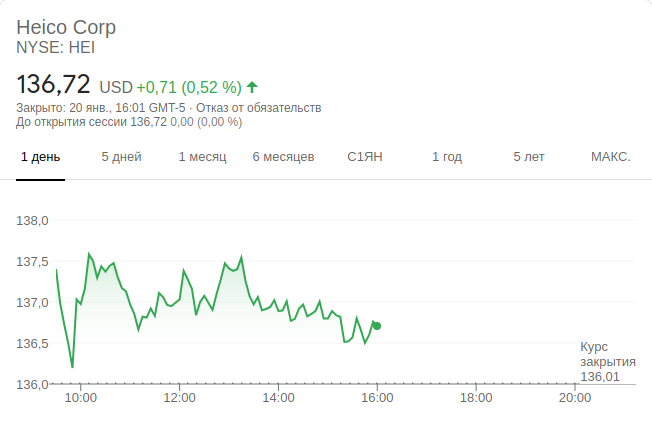 Heico Corp
NYSE: HEI
136,72 USD +0,71 (0,52 %)
Закрыто: 20 янв., 16:01 GMT-5 · Отказ от обязательств
До открытия сессии 136,72 0,00 (0,00 %)
1 день 5 дней 1 месяц 6 месяцев С1ЯН 1 год 5 лет МАКС.
138,0
137,5
137,0
136,5
136,0
Курс
закрытия
136,01
10:00 12:00 14:00 16:00 18:00 20:00